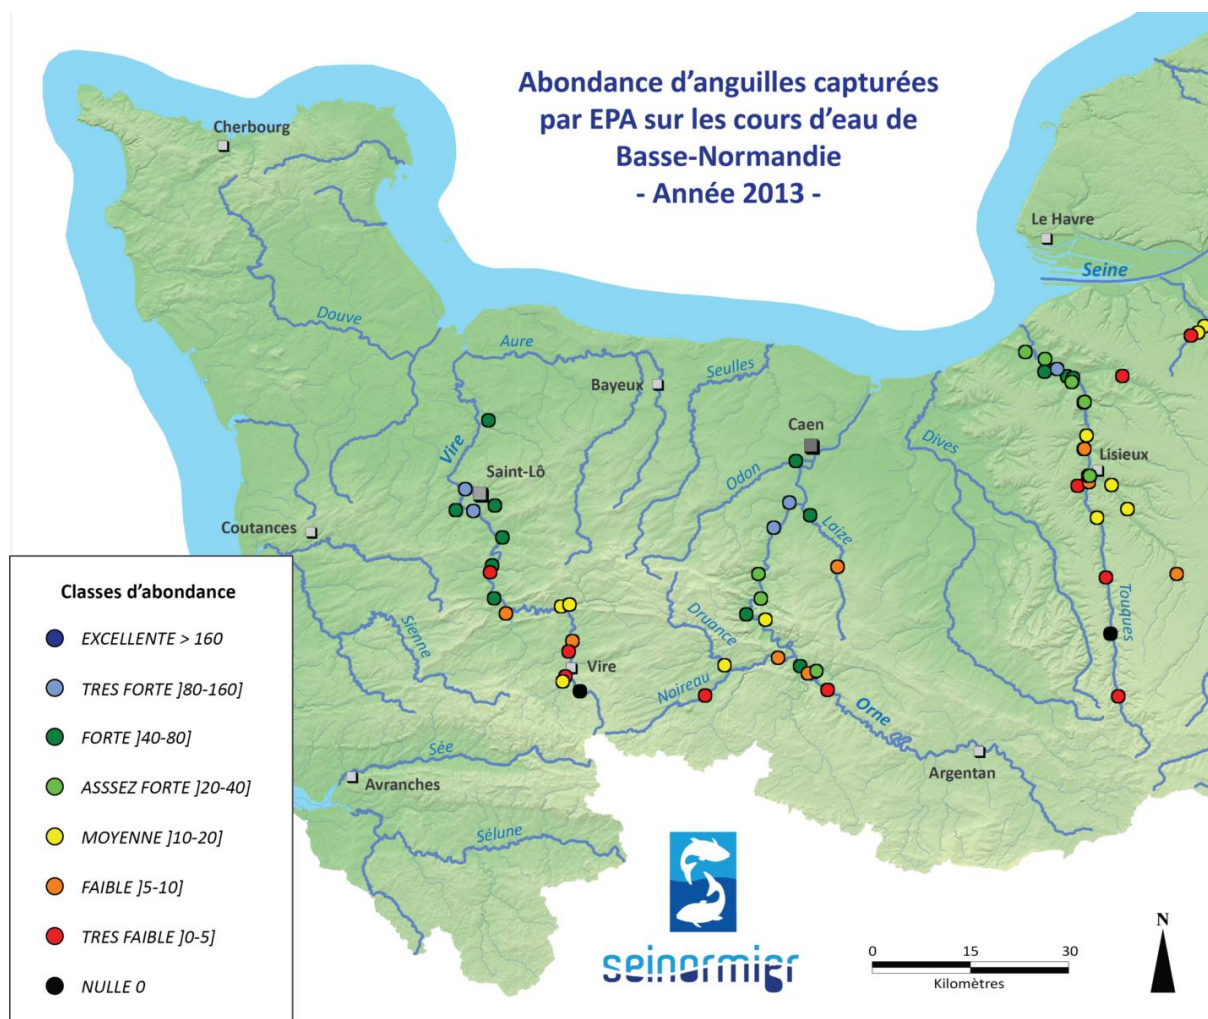 Abondance d'anguilles capturées
par EPA sur les cours d'eau de
Basse-Normandie
- Année 2013 -
Cherbourg
Le Havre
Seine
Douve
Aure
Bayeux
Seulles
Vire
Caen
Dives
Lisieux
Saint-Lô
Odon
Laize
Coutances
Touques
Sienne
Druance
Vire
Noireau
Orne
Sée
Argentan
Avranches
Sélune
Classes d'abondance
EXCELLENTE > 160
TRES FORTE ]80-160]
FORTE ]40-80]
ASSSEZ FORTE ]20-40]
MOYENNE ]10-20]
FAIBLE ]5-10]
TRES FAIBLE ]0-5]
NULLE 0
seinormigr
0 15 30
Kilomètres
N